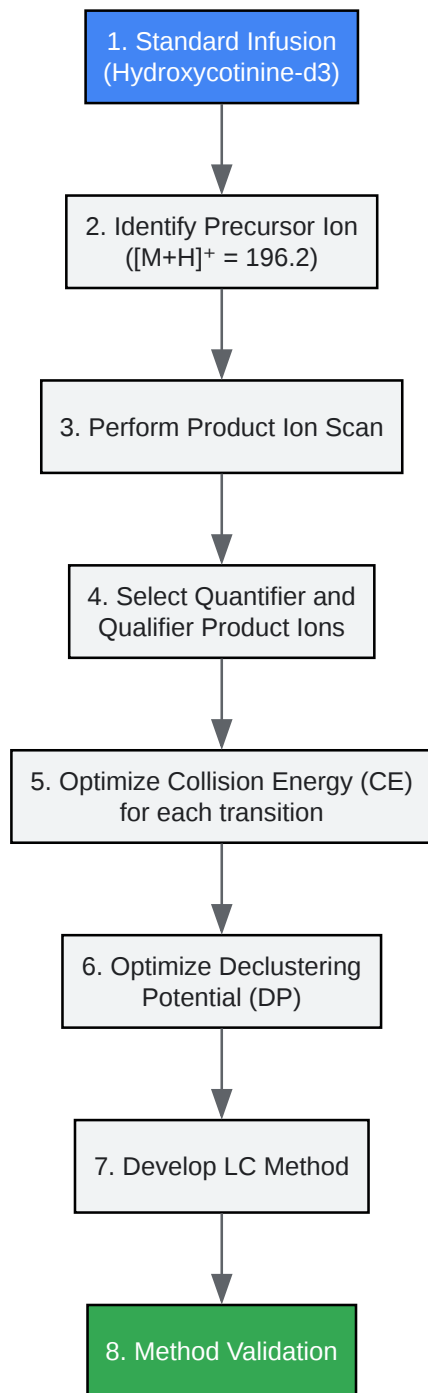 1. Standard Infusion
(Hydroxycotinine-d3)
2. Identify Precursor Ion
([M+H]⁺ = 196.2)
3. Perform Product Ion Scan
4. Select Quantifier and
Qualifier Product Ions
5. Optimize Collision Energy (CE)
for each transition
6. Optimize Declustering
Potential (DP)
7. Develop LC Method
8. Method Validation